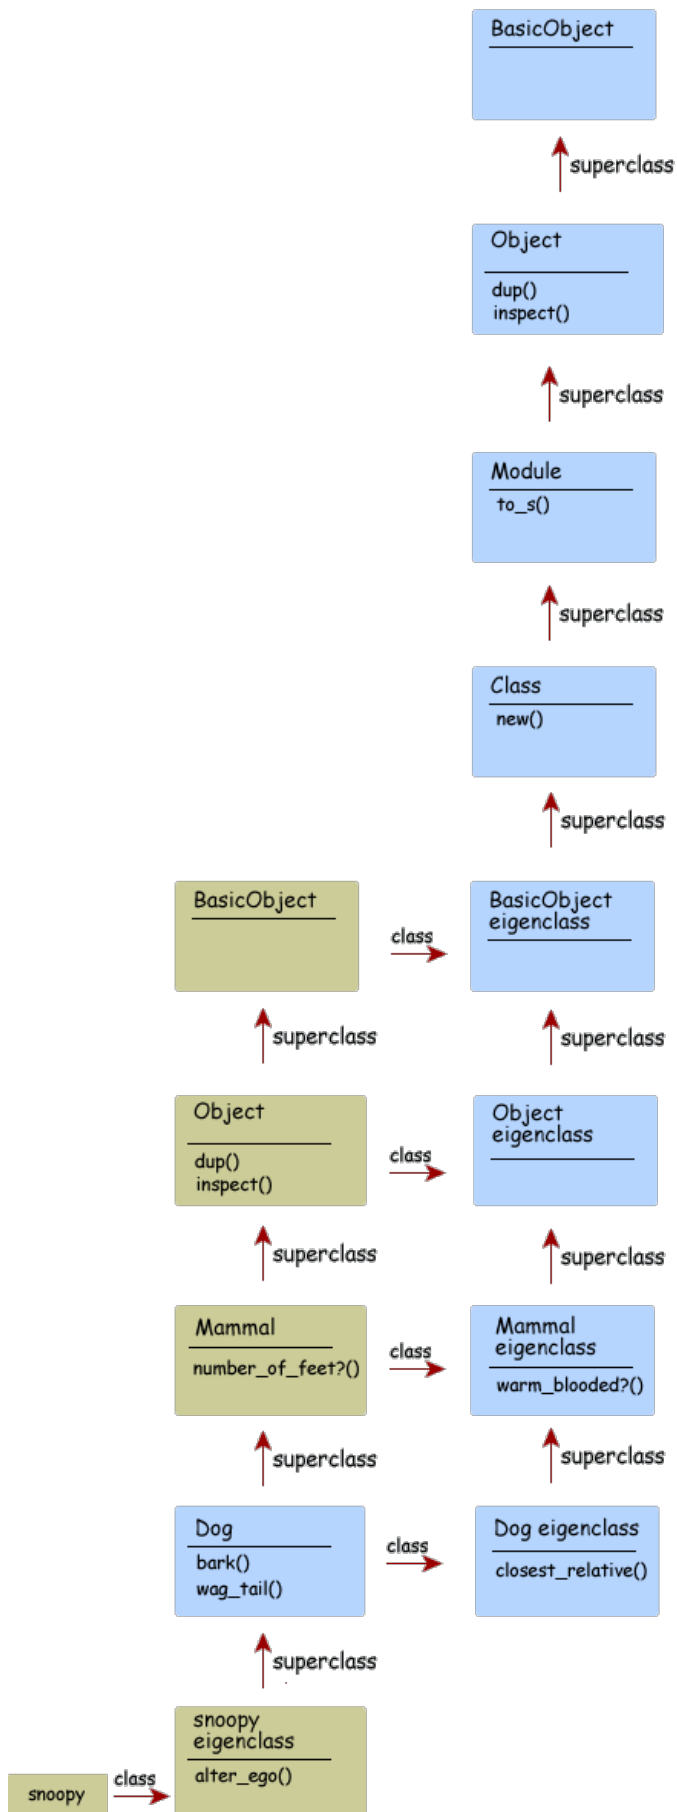 BasicObject
superclass
Object
dup()
inspect()
superclass
Module
to_s()
superclass
Class
new()
superclass
BasicObject
class
BasicObject
eigenclass
superclass
superclass
Object
dup()
inspect()
class
Object
eigenclass
superclass
superclass
Mammal
number_of_feet?()
class
Mammal
eigenclass
warm_blooded?()
superclass
superclass
Dog
bark()
wag_tail()
class
Dog eigenclass
closest_relative()
superclass
snoopy
eigenclass
alter_ego()
class
snoopy